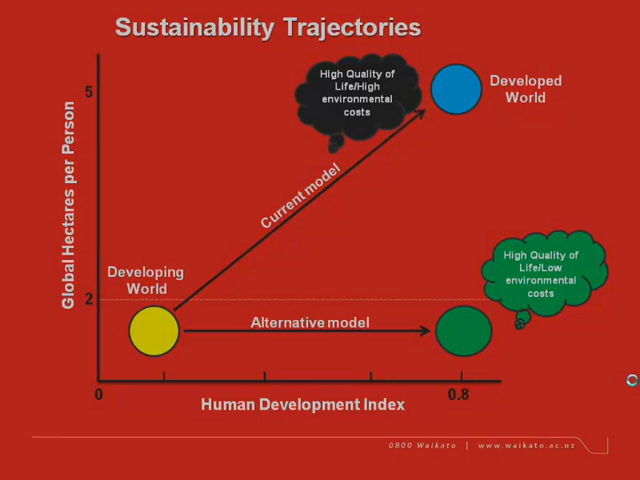 Sustainability Trajectories
High Quality of
Life/High
environmental
costs
Developed
World
5
Global Hectares per Person
Current model
High Quality of
Life/Low
environmental
costs
Developing
World
2
Alternative model
0
0.8
Human Development Index
0800 Waikato | www.waikato.ac.nz